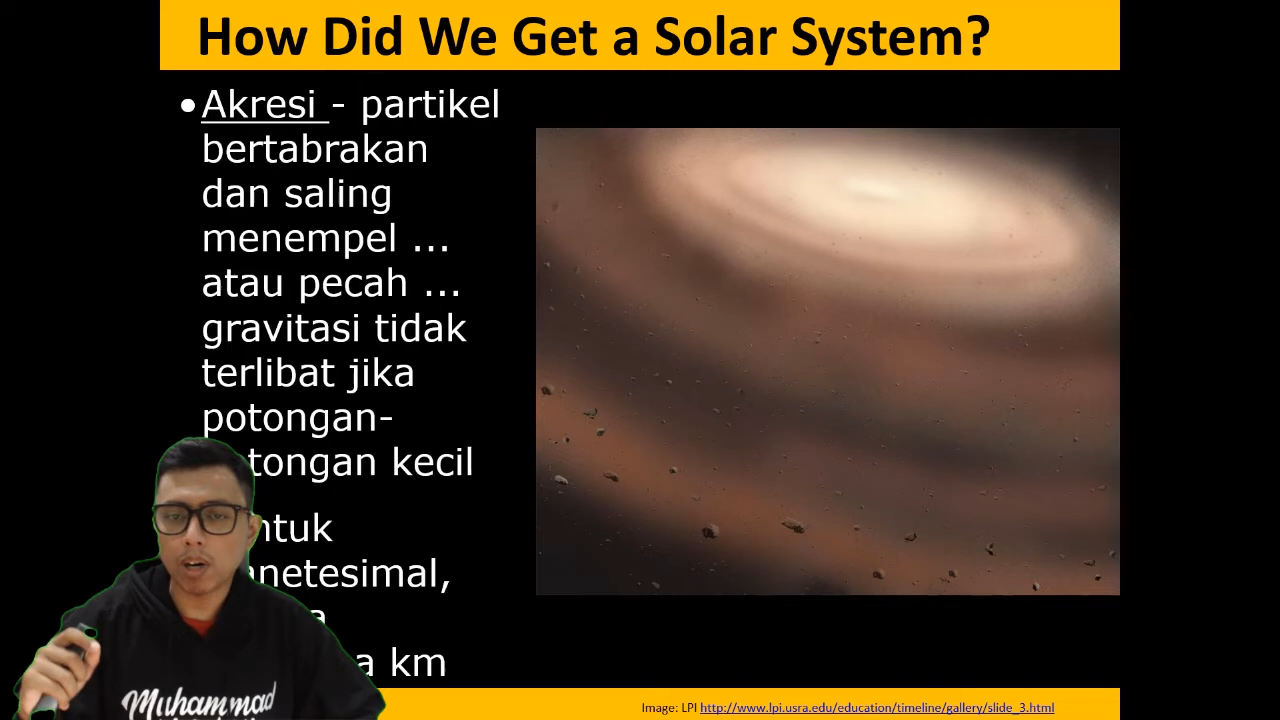 How Did We Get a Solar System?
•Akresi - partikel
bertabrakan
dan saling
menempel ...
atau pecah ...
gravitasi tidak
terlibat jika
potongan-
tongan kecil
ntuk
netesimal,
km
Muhammad
Image: LPI http://www.lpi.usra.edu/education/timeline/gallery/slide_3.html